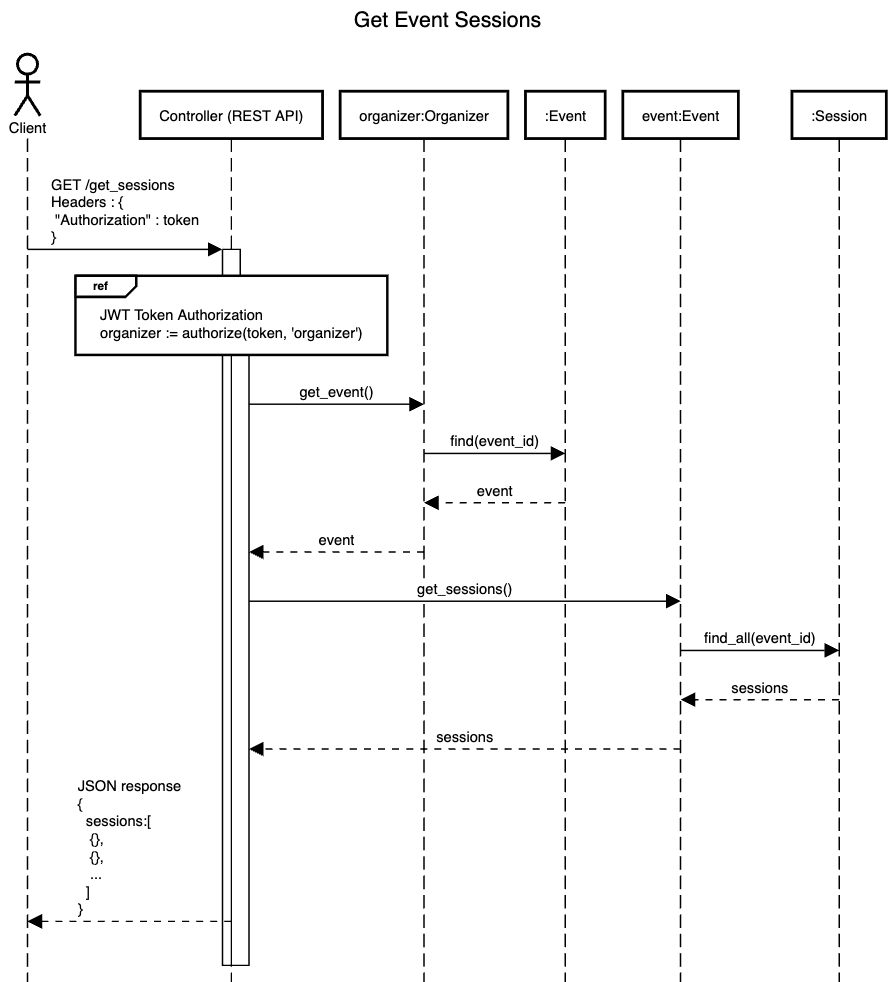 Get Event Sessions
Client
Controller (REST API)
organizer:Organizer
:Event
event:Event
:Session
GET /get_sessions
Headers : {
"Authorization" : token
}
ref
JWT Token Authorization
organizer := authorize(token, 'organizer')
get_event()
find(event_id)
event
event
get_sessions()
find_all(event_id)
sessions
sessions
JSON response
{
sessions:[
{},
{},
...
]
}